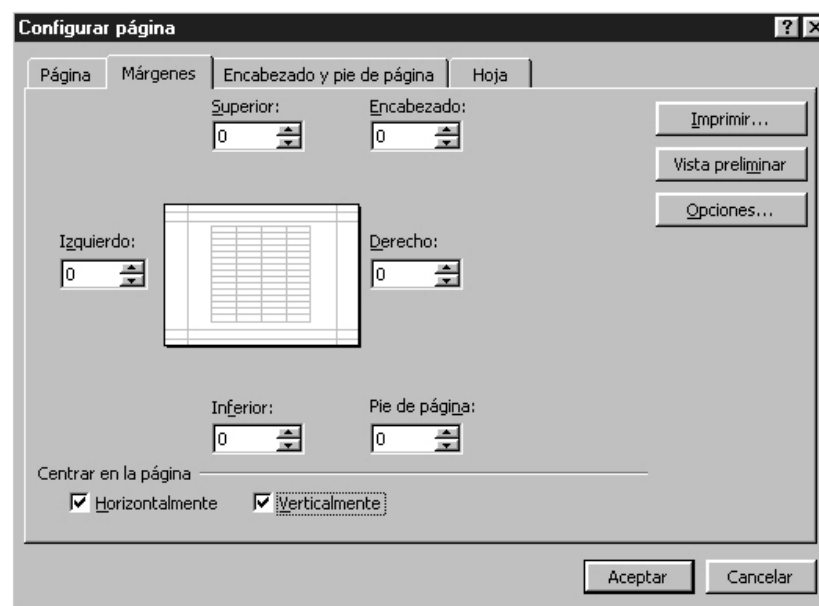 Configurar página
Página Márgenes Encabezado y pie de página Hoja
Superior: Encabezado:
0 0
Imprimir...
Vista preliminar
Opciones...
Izquierdo: Derecho:
0 0
Inferior: Pie de página:
0 0
Centrar en la página
Horizontalmente Verticalmente
Aceptar Cancelar